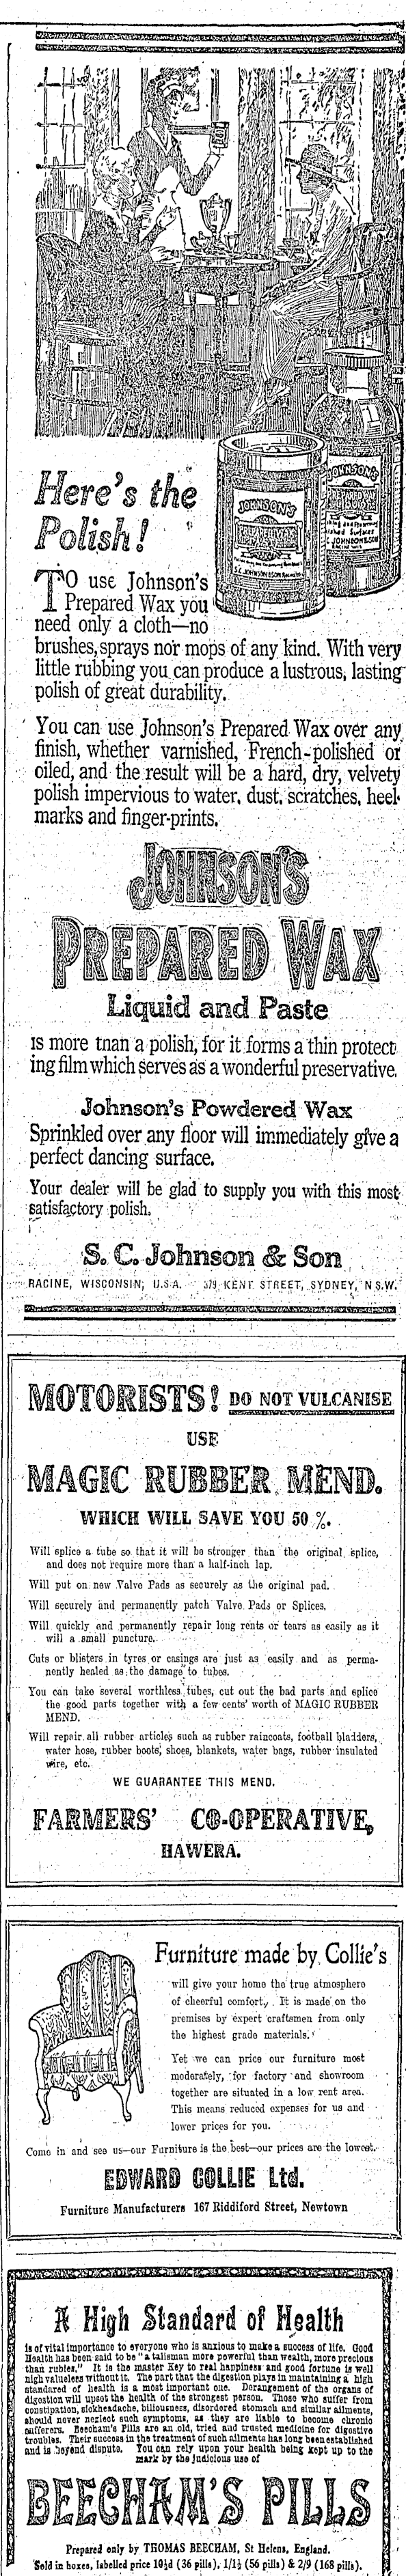 Here's the
Polish!
TO use Johnson's
Prepared Wax you
need only a cloth—no
brushes, sprays nor mops of any kind. With very
little rubbing you can produce a lustrous, lasting
polish of great durability.
You can use Johnson's Prepared Wax over any
finish, whether varnished, French-polished or
oiled, and the result will be a hard, dry, velvety
polish impervious to water, dust, scratches, heel-
marks and finger-prints.
JOHNSON'S
JOHNSON'S
JOHNSON'S
PREPARED WAX
Liquid and Paste
is more than a polish, for it forms a thin protect
ing film which serves as a wonderful preservative.
Johnson's Powdered Wax
Sprinkled over any floor will immediately give a
perfect dancing surface.
Your dealer will be glad to supply you with this most
satisfactory polish.
S. C. Johnson & Son
RACINE, WISCONSIN, U.S.A. 379 KENT STREET, SYDNEY, N.S.W.
MOTORISTS! DO NOT VULCANISE
USE
MAGIC RUBBER MEND.
WHICH WILL SAVE YOU 50 %.
Will splice a tube so that it will be stronger than the original splice,
and does not require more than a half-inch lap.
Will put on new Valve Pads as securely as the original pad.
Will securely and permanently patch Valve Pads or Splices.
Will quickly and permanently repair long rents or tears as easily as it
will a small puncture.
Cuts or blisters in tyres or casings are just as easily and as perma-
nently healed as the damage to tubes.
You can take several worthless tubes, cut out the bad parts and splice
the good parts together with a few cents' worth of MAGIC RUBBER
MEND.
Will repair all rubber articles such as rubber raincoats, football bladders,
water hose, rubber boots, shoes, blankets, water bags, rubber insulated
wire, etc.
WE GUARANTEE THIS MEND.
FARMERS' CO-OPERATIVE,
HAWERA.
Furniture made by Collie's
will give your home the true atmosphere
of cheerful comfort. It is made on the
premises by expert craftsmen from only
the highest grade materials.
Yet we can price our furniture most
moderately, for factory and showroom
together are situated in a low rent area.
This means reduced expenses for us and
lower prices for you.
Come in and see us—our Furniture is the best—our prices are the lowest.
EDWARD COLLIE Ltd.
Furniture Manufacturers 167 Riddiford Street, Newtown
A High Standard of Health
is of vital importance to everyone who is anxious to make a success of life. Good
Health has been said to be "a talisman more powerful than wealth, more precious
than rubies." It is the master Key to real happiness and good fortune is well
nigh valueless without it. The part that the digestion plays in maintaining a high
standard of health is a most important one. Derangement of the organs of
digestion will upset the health of the strongest person. Those who suffer from
constipation, sick headache, biliousness, disordered stomach and similar ailments,
should never neglect such symptoms, as they are liable to become chronic
sufferers. Beecham's Pills are an old, tried and trusted medicine for digestive
troubles. Their success in the treatment of such ailments has long been established
and is beyond dispute. You can rely upon your health being kept up to the
mark by the judicious use of
BEECHAM'S PILLS
Prepared only by THOMAS BEECHAM, St Helens, England.
Sold in boxes, labelled price 10½d (36 pills), 1/1½ (56 pills) & 2/9 (168 pills).